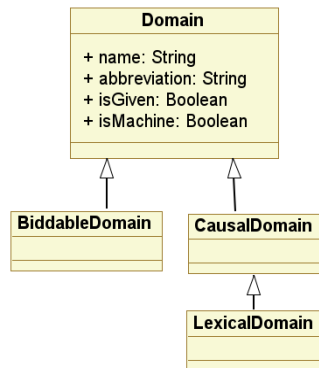 Domain
+ name: String
+ abbreviation: String
+ isGiven: Boolean
+ isMachine: Boolean
BiddableDomain
CausalDomain
LexicalDomain